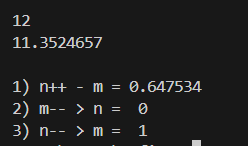 12
11.3524657
1) n++ - m = 0.647534
2) m-- > n =  0
3) n-- > m =  1